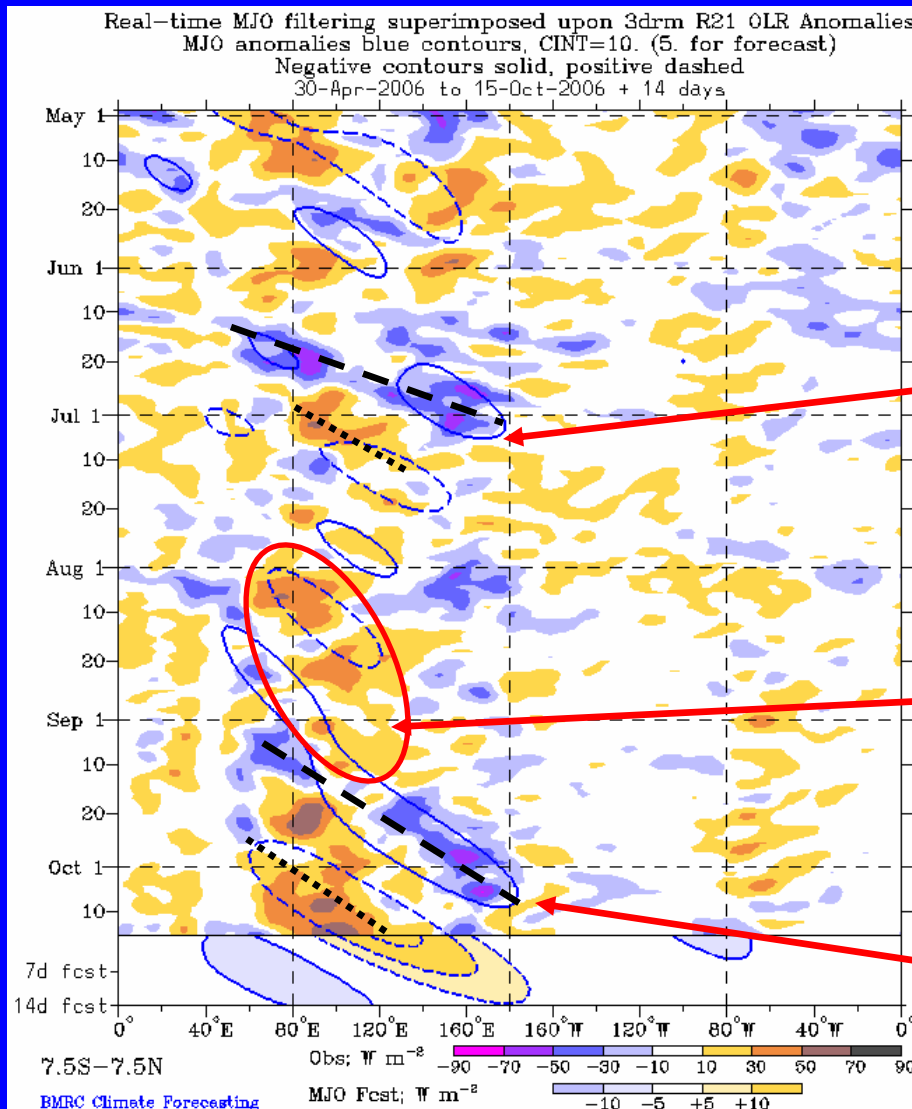 Real-time MJO filtering superimposed upon 3drm R21 OLR Anomalies
MJO anomalies blue contours, CINT=10. (5. for forecast)
Negative contours solid, positive dashed
30-Apr-2006 to 15-Oct-2006 + 14 days
May 1
10
20
Jun 1
10
20
Jul 1
10
20
Aug 1
10
20
Sep 1
10
20
Oct 1
10
7d fcst
14d fcst
0° 40°E 80°E 120°E 160°E 160°W 120°W 80°W 40°W 0°
7.5S-7.5N
Obs; W m⁻²
-90 -70 -50 -30 -10 10 30 50 70 90
MJO Fcst; W m⁻²
-10 -5 +5 +10
BMRC Climate Forecasting